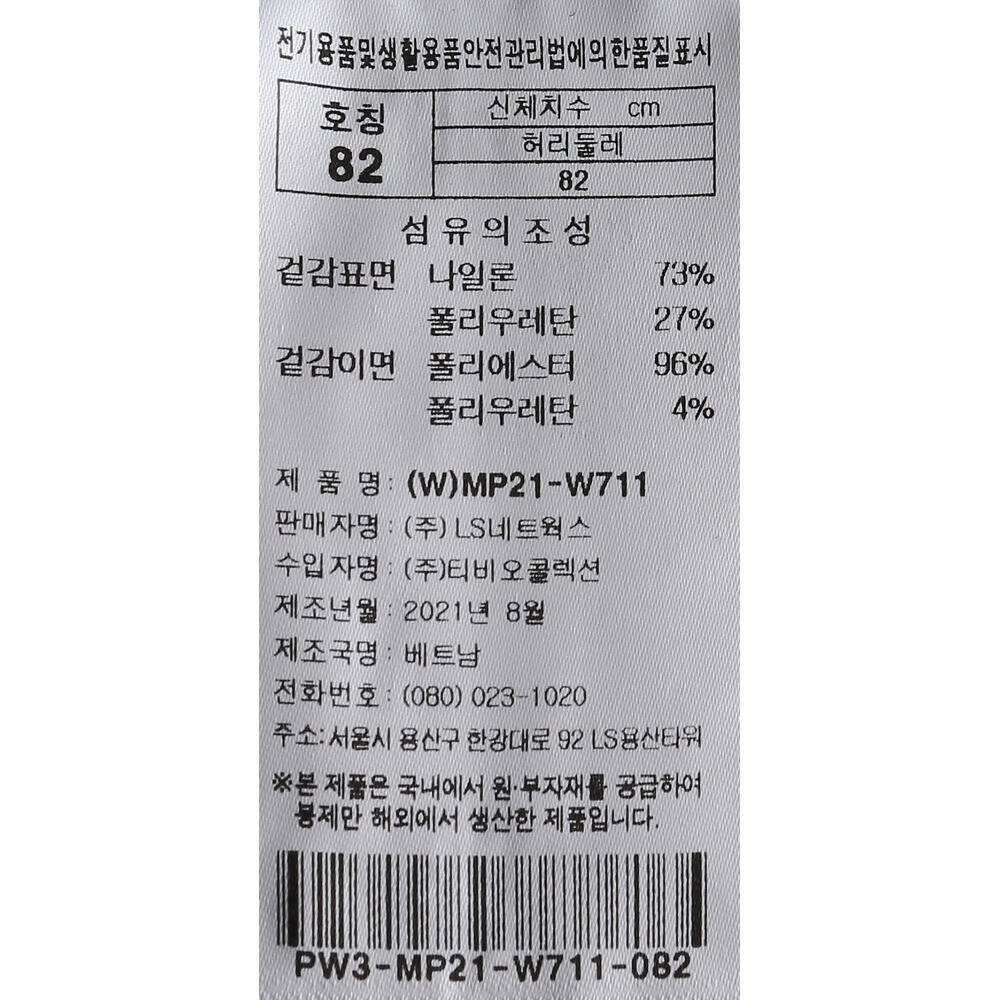 전기용품및생활용품안전관리법에의한품질표시
호칭
82
신체치수 cm
허리둘레
82
섬유의조성
겉감표면 나일론 73%
폴리우레탄 27%
겉감이면 폴리에스터 96%
폴리우레탄 4%
제 품 명: (W)MP21-W711
판매자명: (주) LS네트웍스
수입자명: (주)티비오콜렉션
제조년월: 2021년 8월
제조국명: 베트남
전화번호: (080) 023-1020
주소: 서울시 용산구 한강대로 92 LS용산타워
※본 제품은 국내에서 원·부자재를 공급하여
봉제만 해외에서 생산한 제품입니다.
PW3-MP21-W711-082